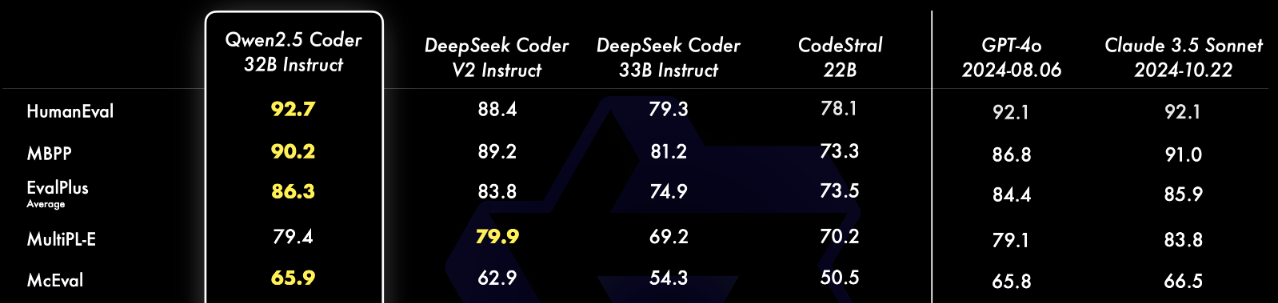 Qwen2.5 Coder DeepSeek Coder DeepSeek Coder CodeStral GPT-4o Claude 3.5 Sonnet
32B Instruct V2 Instruct 33B Instruct 22B 2024-08.06 2024-10.22
HumanEval 92.7 88.4 79.3 78.1 92.1 92.1
MBPP 90.2 89.2 81.2 73.3 86.8 91.0
EvalPlus 86.3 83.8 74.9 73.5 84.4 85.9
Average
MultiPL-E 79.4 79.9 69.2 70.2 79.1 83.8
McEval 65.9 62.9 54.3 50.5 65.8 66.5